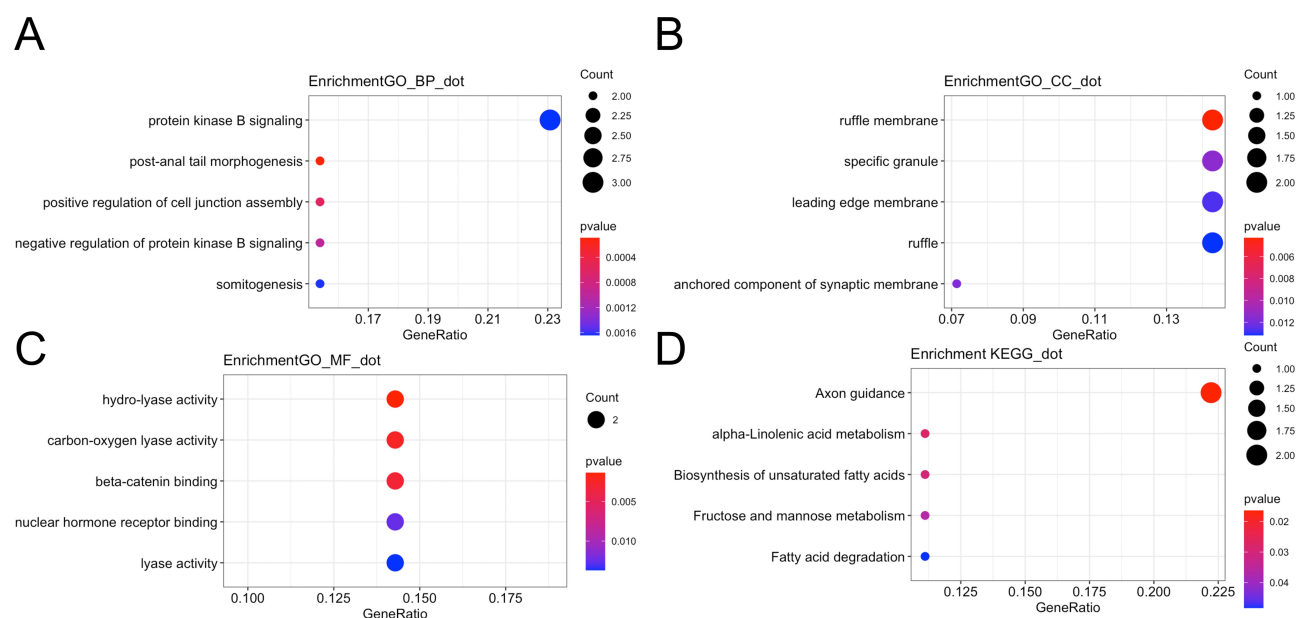 A
EnrichmentGO_BP_dot
protein kinase B signaling
post-anal tail morphogenesis
positive regulation of cell junction assembly
negative regulation of protein kinase B signaling
somitogenesis
0.17 0.19 0.21 0.23
GeneRatio
Count
2.00
2.25
2.50
2.75
3.00
pvalue
0.0004
0.0008
0.0012
0.0016
B
EnrichmentGO_CC_dot
ruffle membrane
specific granule
leading edge membrane
ruffle
anchored component of synaptic membrane
0.07 0.09 0.11 0.13
GeneRatio
Count
1.00
1.25
1.50
1.75
2.00
pvalue
0.006
0.008
0.010
0.012
C
EnrichmentGO_MF_dot
hydro-lyase activity
carbon-oxygen lyase activity
beta-catenin binding
nuclear hormone receptor binding
lyase activity
0.100 0.125 0.150 0.175
GeneRatio
Count
2
pvalue
0.005
0.010
D
Enrichment KEGG_dot
Axon guidance
alpha-Linolenic acid metabolism
Biosynthesis of unsaturated fatty acids
Fructose and mannose metabolism
Fatty acid degradation
0.125 0.150 0.175 0.200 0.225
GeneRatio
Count
1.00
1.25
1.50
1.75
2.00
pvalue
0.02
0.03
0.04